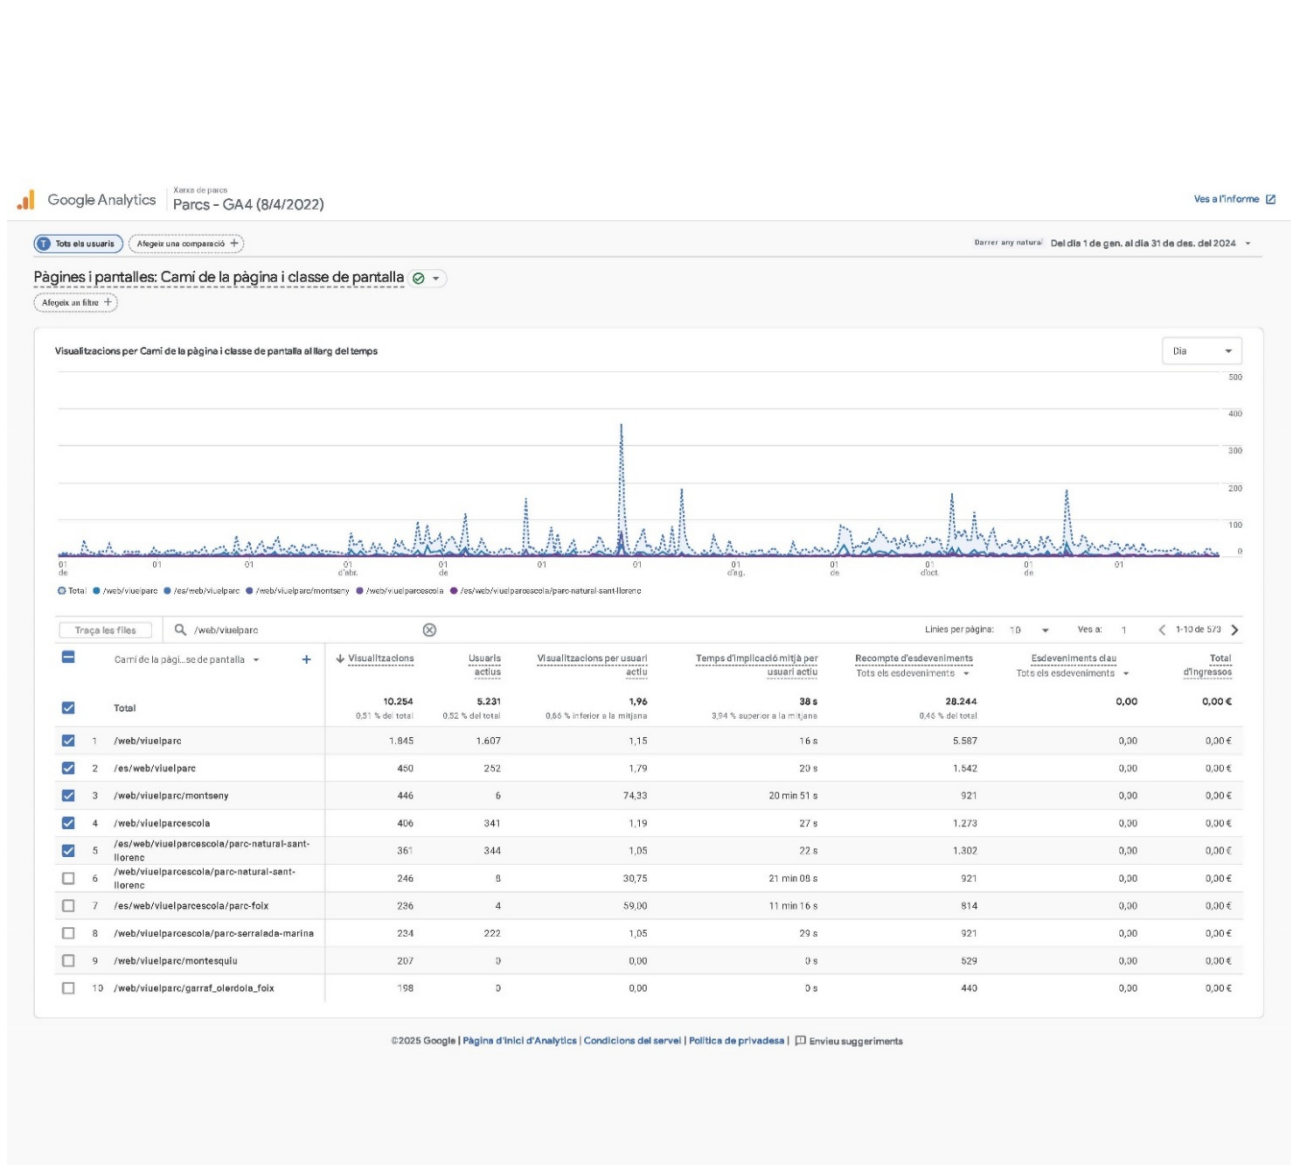 Google Analytics
Xarxa de parcs
Parcs - GA4 (8/4/2022)
Ves a l'informe
T Tots els usuaris
Afegeix una comparació +
Darrer any natural Del dia 1 de gen. al dia 31 de des. del 2024
Pàgines i pantalles: Camí de la pàgina i classe de pantalla
Afegeix un filtre +
Visualitzacions per Camí de la pàgina i classe de pantalla al llarg del temps
Dia
500
400
300
200
100
0
01 de
01
01
01 d'abr.
01 de
01
01
01 d'ag.
01 de
01 d'oct.
01 de
01
Total /web/viuelparc /es/web/viuelparc /web/viuelparc/montseny /web/viuelparcescola /es/web/viuelparcescola/parc-natural-sant-llorenc
Traça les files /web/viuelparc Línies per pàgina: 10 Ves a: 1 1-10 de 573
Camí de la pàgi...se de pantalla + Visualitzacions Usuaris actius Visualitzacions per usuari actiu Temps d'implicació mitjà per usuari actiu Recompte d'esdeveniments Tots els esdeveniments Esdeveniments clau Tots els esdeveniments Total d'ingressos
Total 10.254 5.231 1,96 38 s 28.244 0,00 0,00 €
0,51 % del total 0,52 % del total 0,66 % inferior a la mitjana 3,94 % superior a la mitjana 0,46 % del total
1 /web/viuelparc 1.845 1.607 1,15 16 s 5.587 0,00 0,00 €
2 /es/web/viuelparc 450 252 1,79 20 s 1.542 0,00 0,00 €
3 /web/viuelparc/montseny 446 6 74,33 20 min 51 s 921 0,00 0,00 €
4 /web/viuelparcescola 406 341 1,19 27 s 1.273 0,00 0,00 €
5 /es/web/viuelparcescola/parc-natural-sant-llorenc 361 344 1,05 22 s 1.302 0,00 0,00 €
6 /web/viuelparcescola/parc-natural-sant-llorenc 246 8 30,75 21 min 08 s 921 0,00 0,00 €
7 /es/web/viuelparcescola/parc-foix 236 4 59,00 11 min 16 s 814 0,00 0,00 €
8 /web/viuelparcescola/parc-serralada-marina 234 222 1,05 29 s 921 0,00 0,00 €
9 /web/viuelparc/montesquiu 207 0 0,00 0 s 529 0,00 0,00 €
10 /web/viuelparc/garraf_olerdola_foix 198 0 0,00 0 s 440 0,00 0,00 €
©2025 Google | Pàgina d'inici d'Analytics | Condicions del servei | Política de privadesa | Envieu suggeriments